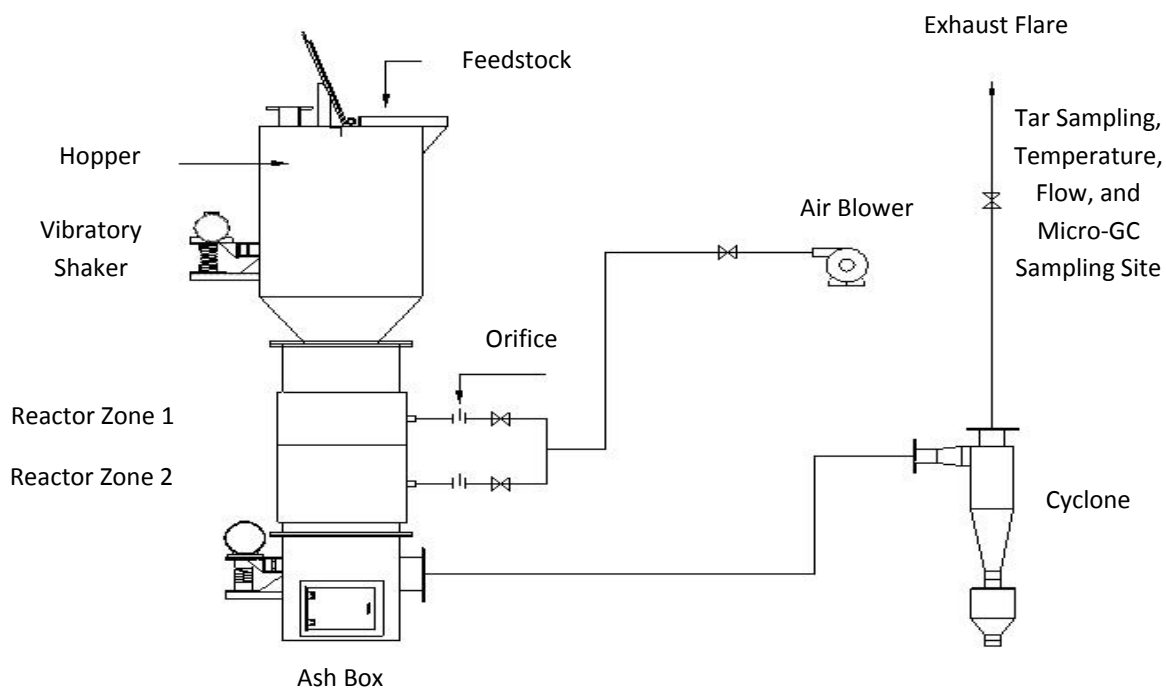 Exhaust Flare
Feedstock
Tar Sampling,
Temperature,
Flow, and
Micro-GC
Sampling Site
Hopper
Vibratory
Shaker
Air Blower
Orifice
Reactor Zone 1
Reactor Zone 2
Cyclone
Ash Box